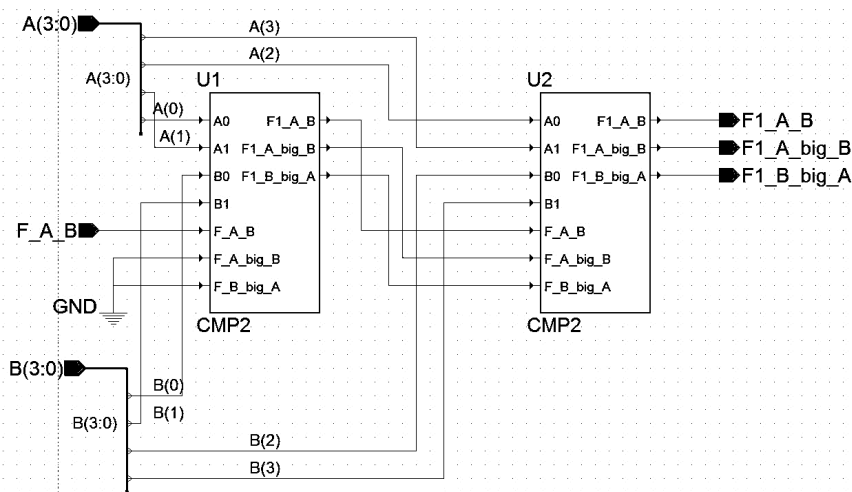 A(3:0)
A(3)
A(2)
A(3:0)
U1
U2
A(0)
A(1)
A0 F1_A_B
A1 F1_A_big_B
B0 F1_B_big_A
B1
F_A_B
F_A_big_B
F_B_big_A
CMP2
A0 F1_A_B
A1 F1_A_big_B
B0 F1_B_big_A
B1
F_A_B
F_A_big_B
F_B_big_A
CMP2
F1_A_B
F1_A_big_B
F1_B_big_A
F_A_B
GND
B(3:0)
B(0)
B(3:0)
B(1)
B(2)
B(3)